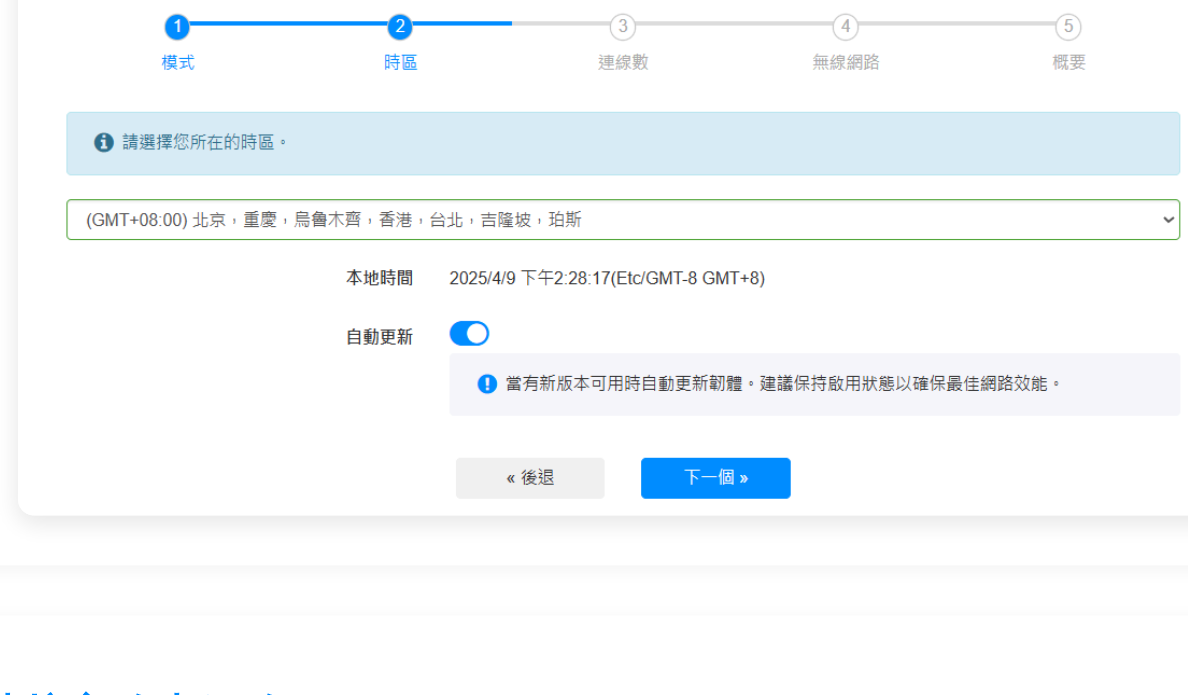 1 2 3 4 5
模式 時區 連線數 無線網路 概要
請選擇您所在的時區。
(GMT+08:00) 北京，重慶，烏魯木齊，香港，台北，吉隆坡，珀斯
本地時間 2025/4/9 下午2:28:17(Etc/GMT-8 GMT+8)
自動更新
當有新版本可用時自動更新韌體。建議保持啟用狀態以確保最佳網路效能。
« 後退 下一個 »